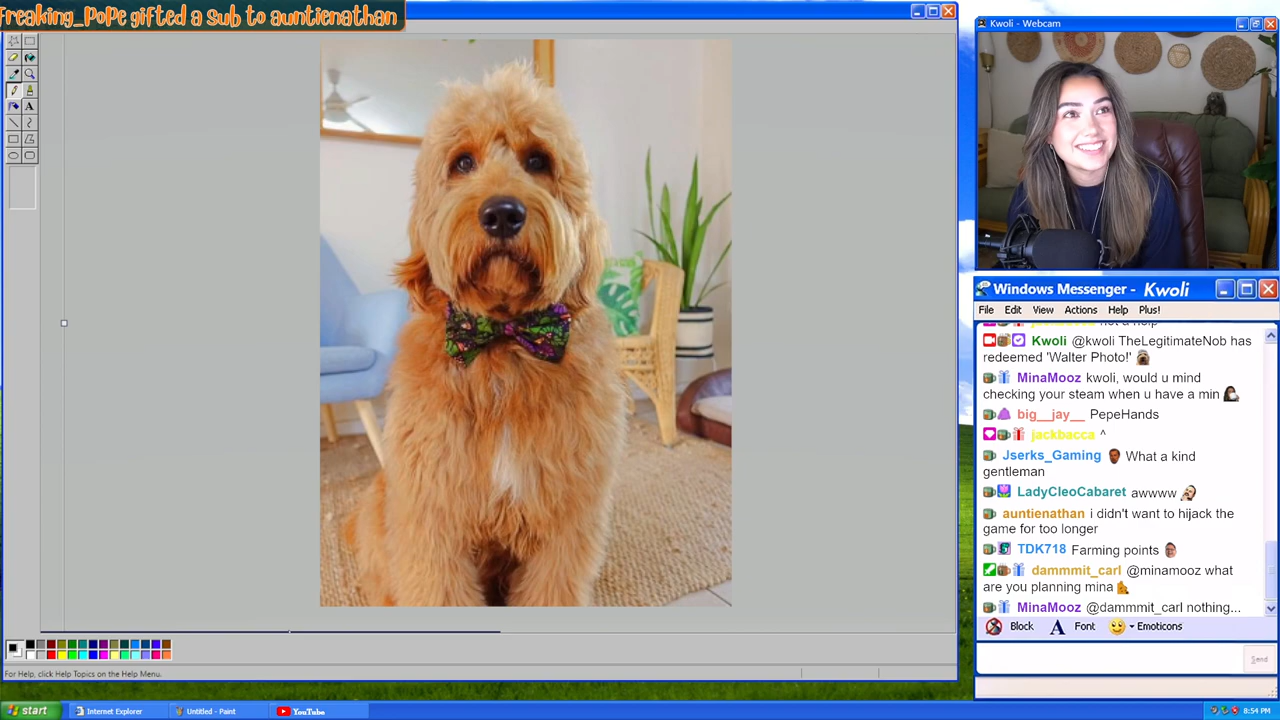 Freaking_PoPe gifted a sub to auntienathan
For Help, click Help Topics on the Help Menu.
start
Internet Explorer
Untitled - Paint
YouTube
Kwoli - Webcam
Windows Messenger - Kwoli
File Edit View Actions Help Plus!
Kwoli @kwoli TheLegitimateNob has
redeemed 'Walter Photo!'
MinaMooz kwoli, would u mind
checking your steam when u have a min
big__jay__ PepeHands
jackbacca ^
Jserks_Gaming What a kind
gentleman
LadyCleoCabaret awwww
auntienathan i didn't want to hijack the
game for too longer
TDK718 Farming points
dammmit_carl @minamooz what
are you planning mina
MinaMooz @dammmit_carl nothing...
Block Font Emoticons
Send
8:54 PM